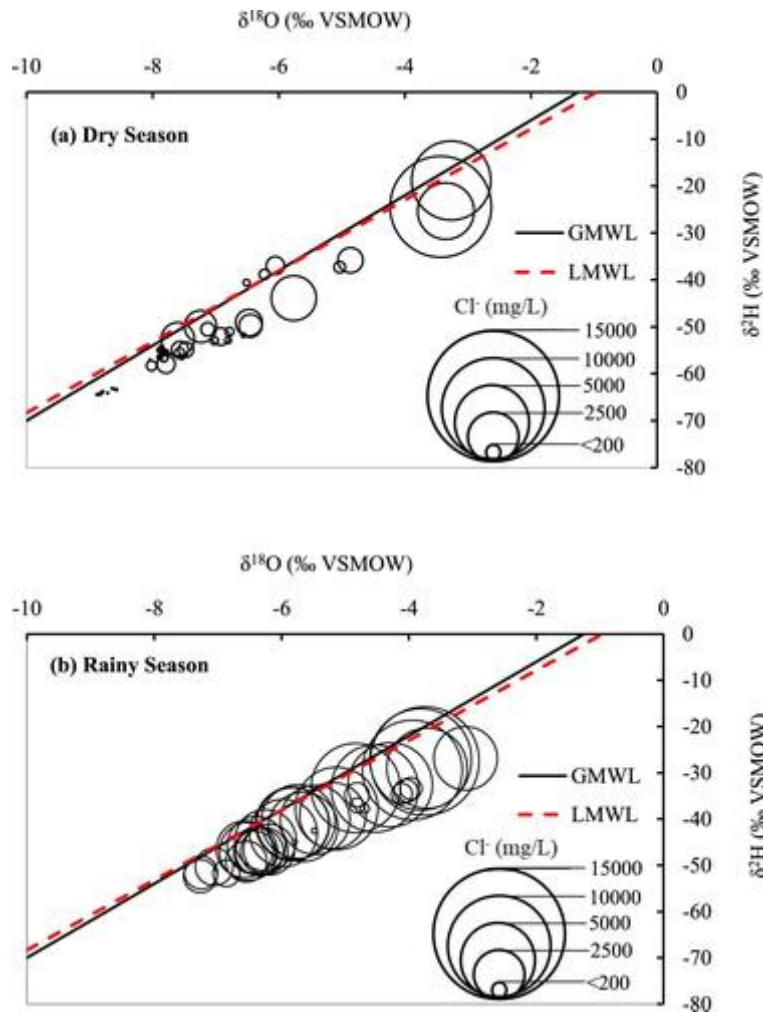 δ18O (‰ VSMOW)
-10 -8 -6 -4 -2 0
0
(a) Dry Season
-10
-20
-30
GMWL
LMWL
-40
Cl- (mg/L)
15000
-50
10000
-60
5000
2500
-70
<200
-80
δ2H (‰ VSMOW)
δ18O (‰ VSMOW)
-10 -8 -6 -4 -2 0
0
(b) Rainy Season
-10
-20
-30
GMWL
LMWL
-40
Cl- (mg/L)
-50
15000
10000
-60
5000
2500
-70
<200
-80
δ2H (‰ VSMOW)